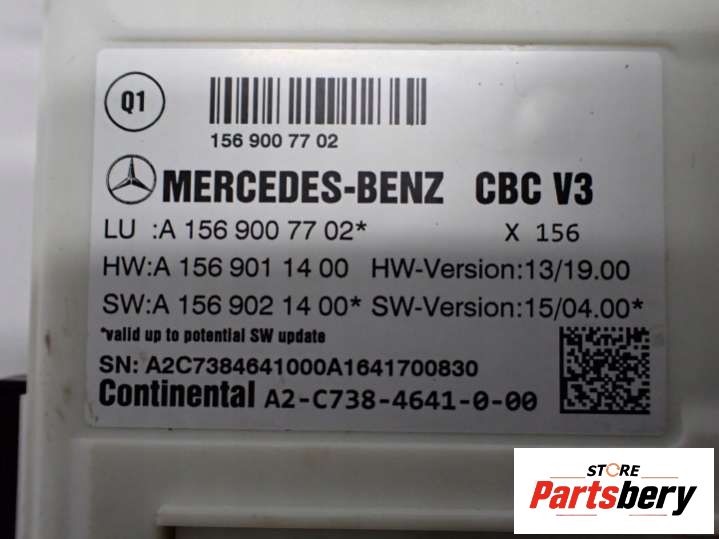 Q1
156 900 77 02
MERCEDES-BENZ CBC V3
LU :A 156 900 77 02* X 156
HW:A 156 901 14 00 HW-Version:13/19.00
SW:A 156 902 14 00* SW-Version:15/04.00*
*valid up to potential SW update
SN: A2C7384641000A1641700830
Continental A2-C738-4641-0-00
STORE
Partsbery